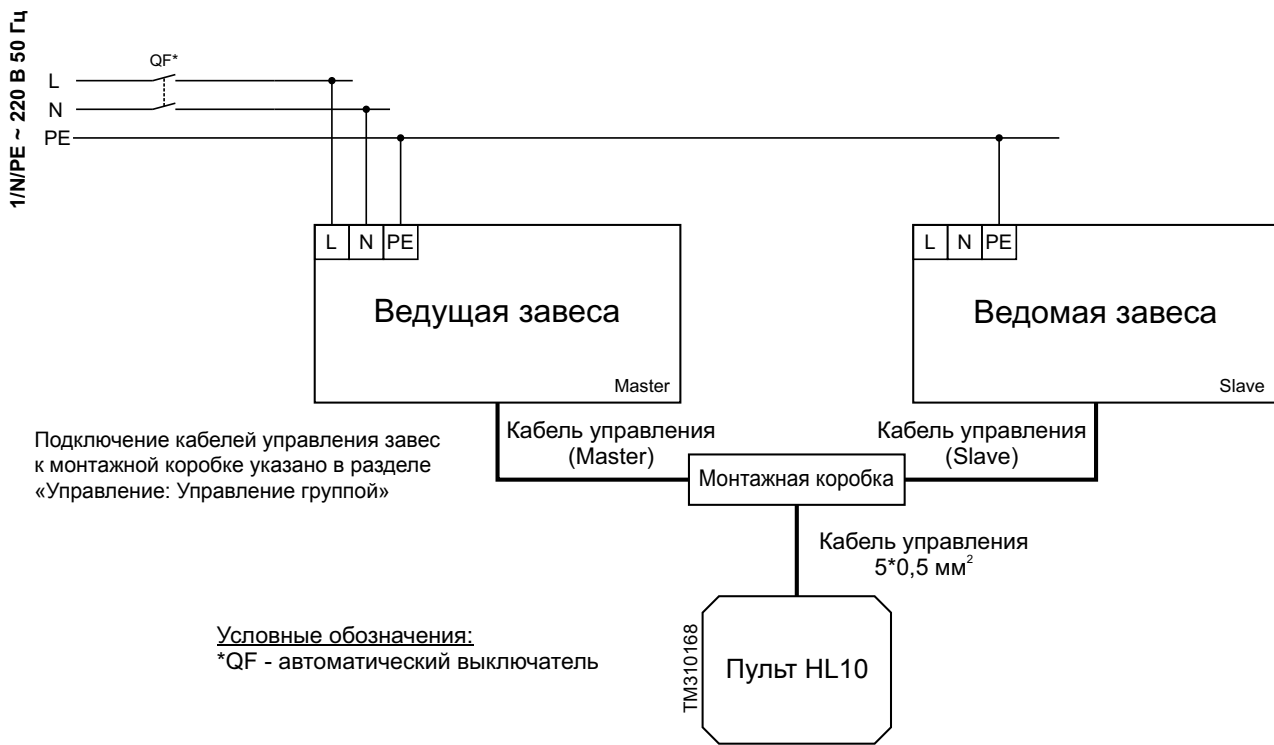 1/N/PE ~ 220 В 50 Гц
QF*
L
N
PE
L N PE
Ведущая завеса
Master
L N PE
Ведомая завеса
Slave
Подключение кабелей управления завес
к монтажной коробке указано в разделе
«Управление: Управление группой»
Кабель управления
(Master)
Кабель управления
(Slave)
Монтажная коробка
Кабель управления
5*0,5 мм²
Условные обозначения:
*QF - автоматический выключатель
TM310168
Пульт HL10